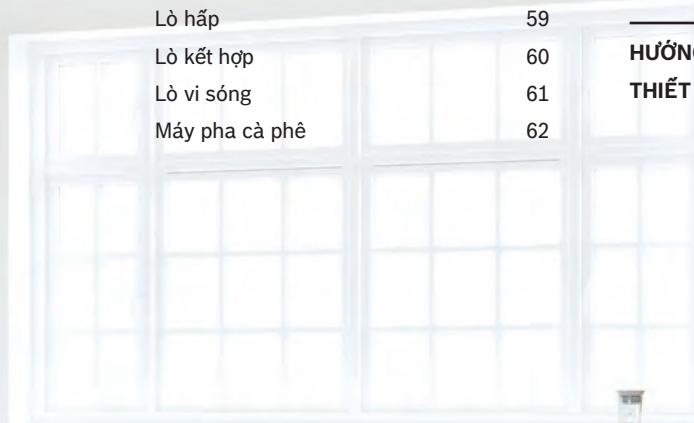 Lò hấp 59
Lò kết hợp 60
Lò vi sóng 61
Máy pha cà phê 62
THIẾT